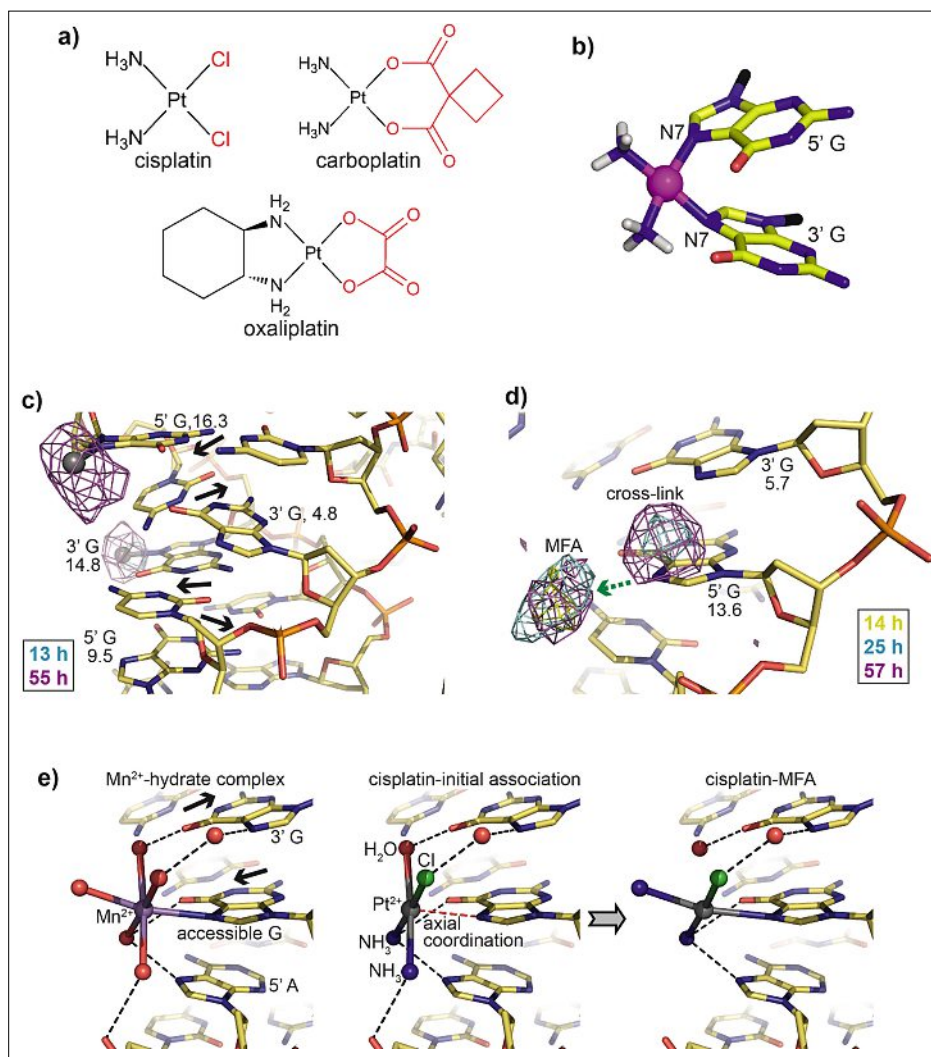 a)
H₃N Cl
Pt
H₃N Cl
cisplatin
H₃N O O
Pt
H₃N O O
carboplatin
H₂
N O O
Pt
N O O
H₂
oxaliplatin
b)
N7
5' G
N7
3' G
c)
5' G, 16.3
3' G, 4.8
3' G
14.8
5' G
9.5
13 h
55 h
d)
3' G
5.7
cross-link
MFA
5' G
13.6
14 h
25 h
57 h
e)
Mn²⁺-hydrate complex
3' G
Mn²⁺
accessible G
5' A
cisplatin-initial association
H₂O
Cl
Pt²⁺
axial
coordination
NH₃
NH₃
cisplatin-MFA